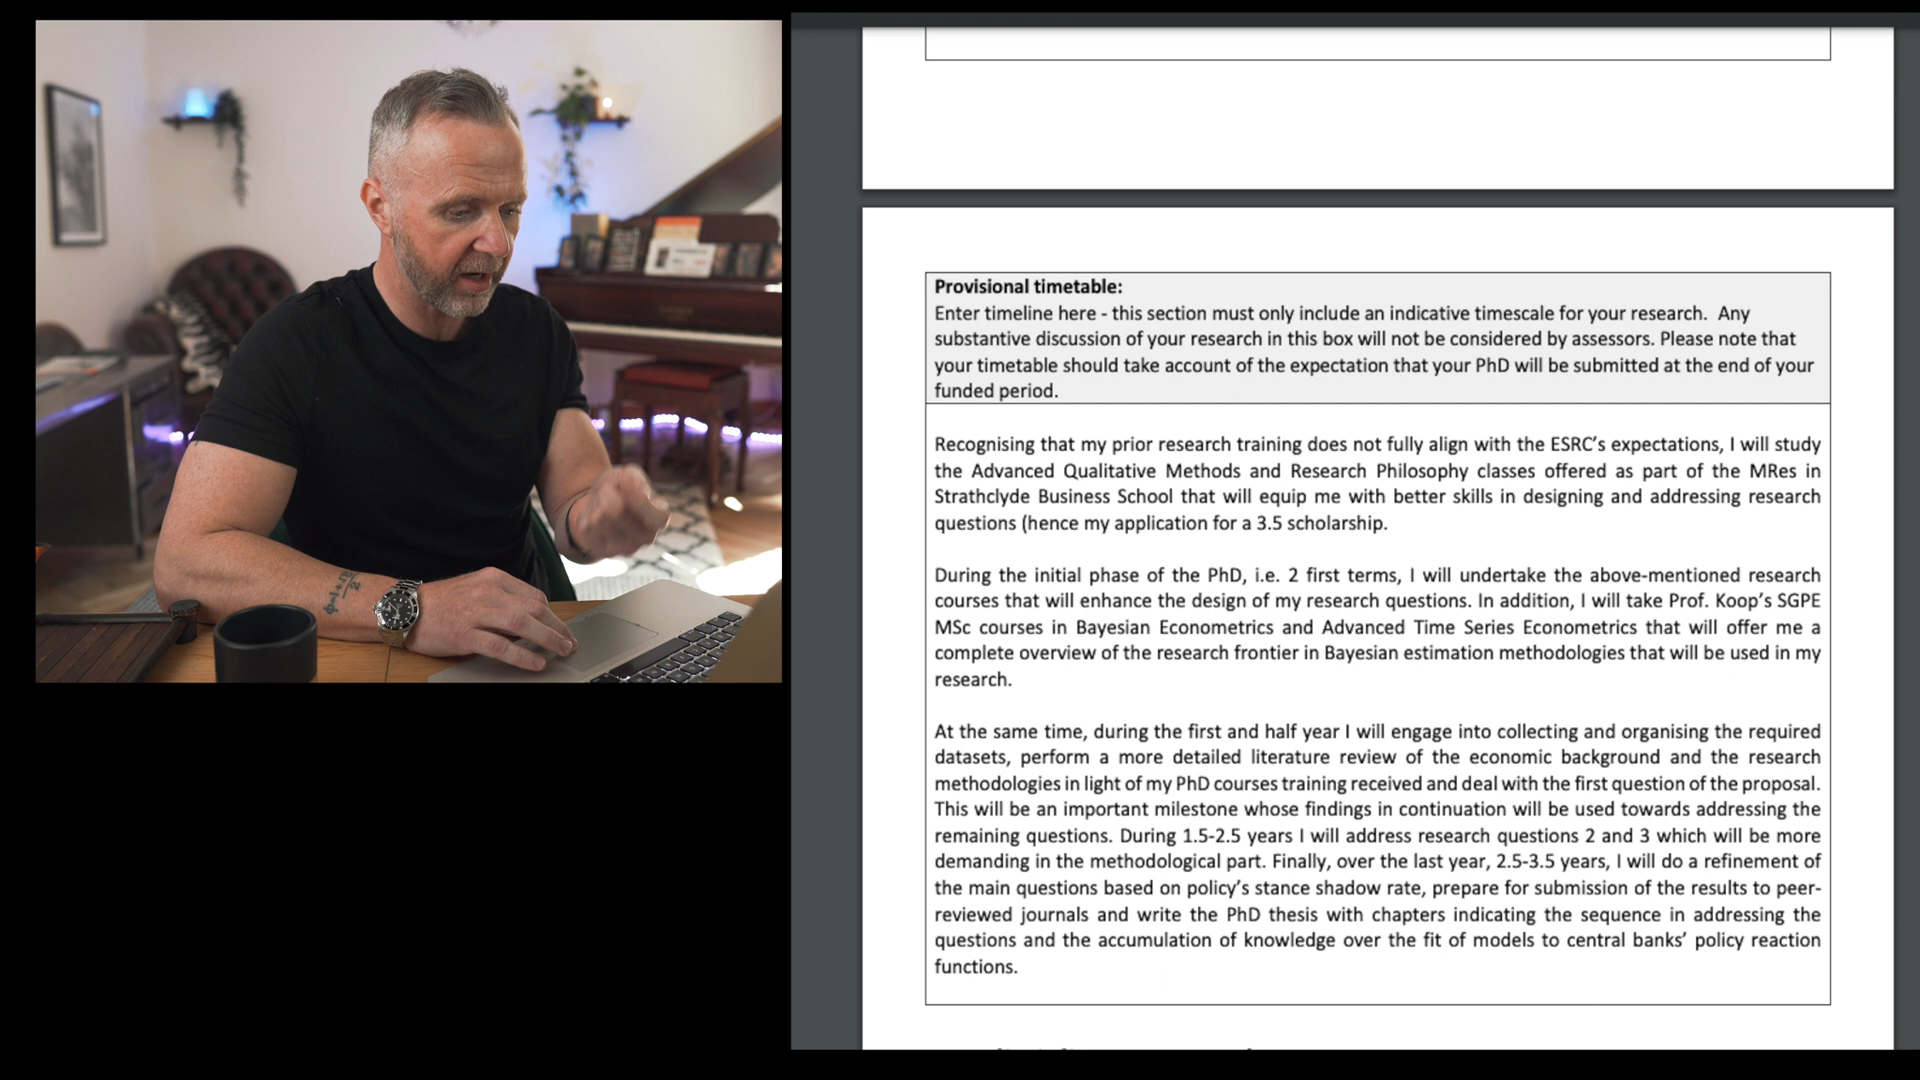 Provisional timetable:
Enter timeline here - this section must only include an indicative timescale for your research.  Any
substantive discussion of your research in this box will not be considered by assessors. Please note that
your timetable should take account of the expectation that your PhD will be submitted at the end of your
funded period.
Recognising that my prior research training does not fully align with the ESRC’s expectations, I will study
the Advanced Qualitative Methods and Research Philosophy classes offered as part of the MRes in
Strathclyde Business School that will equip me with better skills in designing and addressing research
questions (hence my application for a 3.5 scholarship.
During the initial phase of the PhD, i.e. 2 first terms, I will undertake the above-mentioned research
courses that will enhance the design of my research questions. In addition, I will take Prof. Koop’s SGPE
MSc courses in Bayesian Econometrics and Advanced Time Series Econometrics that will offer me a
complete overview of the research frontier in Bayesian estimation methodologies that will be used in my
research.
At the same time, during the first and half year I will engage into collecting and organising the required
datasets, perform a more detailed literature review of the economic background and the research
methodologies in light of my PhD courses training received and deal with the first question of the proposal.
This will be an important milestone whose findings in continuation will be used towards addressing the
remaining questions. During 1.5-2.5 years I will address research questions 2 and 3 which will be more
demanding in the methodological part. Finally, over the last year, 2.5-3.5 years, I will do a refinement of
the main questions based on policy’s stance shadow rate, prepare for submission of the results to peer-
reviewed journals and write the PhD thesis with chapters indicating the sequence in addressing the
questions and the accumulation of knowledge over the fit of models to central banks’ policy reaction
functions.